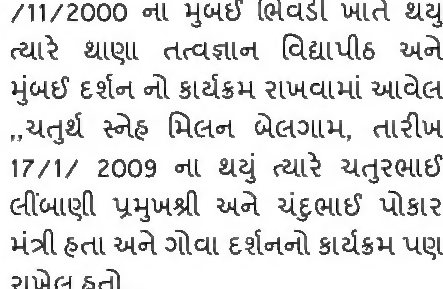 /11/2000 ના મુંબઈ ભિવંડી ખાતે થયુ
ત્યારે થાણા તત્વજ્ઞાન વિદ્યાપીઠ અને
મુંબઈ દર્શન નો કાર્યક્રમ રાખવામાં આવેલ
,,ચતુર્થ સ્નેહ મિલન બેલગામ, તારીખ
17/1/ 2009 ના થયું ત્યારે ચતુરભાઈ
લીંબાણી પ્રમુખશ્રી અને ચંદુભાઈ પોકાર
મંત્રી હતા અને ગોવા દર્શનનો કાર્યક્રમ પણ
રાખેલ હતો